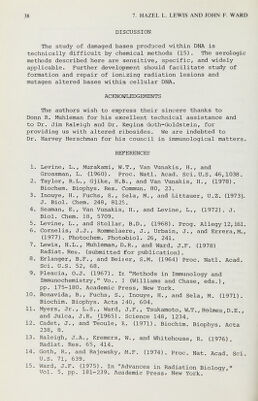 38 7. HAZEL L. LEWIS AND JOHN F. WARD
DISCUSSION
The study of damaged bases produced within DNA is
technically difficult by chemical methods (15). The serologic
methods described here are sensitive, specific, and widely
applicable. Further development should facilitate study of
formation and repair of ionizing radiation lesions and
mutagen altered bases within cellular DNA.
ACKNOWLEDGEMENTS
The authors wish to express their sincere thanks to
Donn R. Muhleman for his excellent technical assistance and
to Dr. Jim Raleigh and Dr. Regina Goth-Goldstein, for
providing us with altered ribosides. We are indebted to
Dr. Harvey Herschman for his council in immunological matters.
REFERENCES
1. Levine, L., Murakami, W.T., Van Vunakis, H., and
Grossman, L. (1960). Proc. Natl. Acad. Sci. U.S. 46, 1038.
2. Taylor, R.L., Gjike, H.B., and Van Vunakis, H., (1978).
Biochem. Biophys. Res. Commun. 80, 23.
3. Inouye, H., Fuchs, S., Sela, M., and Littauer, U.Z. (1973).
J. Biol. Chem. 248, 8125.
4. Seaman, E., Van Vunakis, H., and Levine, L., (1972). J.
Biol. Chem. 18, 5709.
5. Levine, L., and Stollar, B.D., (1968). Prog. Allergy 12, 161.
6. Cornelis, J.J., Rommelaere, J., Urbain, J., and Errera, M.
(1977). Photochem. Photobiol. 26, 241.
7. Lewis, H.L., Muhleman, D.R., and Ward, J.F. (1978)
Radiat. Res. (submitted for publication).
8. Erlanger, B.F., and Beiser, S.M. (1964) Proc. Natl. Acad.
Sci. U.S. 52, 68.
9. Plescia, O.J. (1967). In "Methods in Immunology and
Immunochemistry," Vo.. I (Williams and Chase, eds.),
pp. 175-180. Academic Press, New York.
10. Bonavida, B., Fuchs, S., Inouye, H., and Sela, M. (1971).
Biochim. Biophys. Acta 240, 604.
11. Myers, Jr., L.S., Ward, J.F., Tsukamoto, W.T., Holmes, D.E.,
and Julca, J.R. (1965). Science 148, 1234.
12. Cadet, J., and Teoule, R. (1971). Biochim. Biophys. Acta
238, 8.
13. Raleigh, J.A., Kremers, W., and Whitehouse, R. (1976).
Radiat. Res. 65, 414.
14. Goth, R., and Rajewsky, M.F. (1974). Proc. Nat. Acad. Sci.
U.S. 71, 639.
15. Ward, J.F. (1975). In "Advances in Radiation Biology,"
Vol. 5, pp. 181-239. Academic Press, New York.